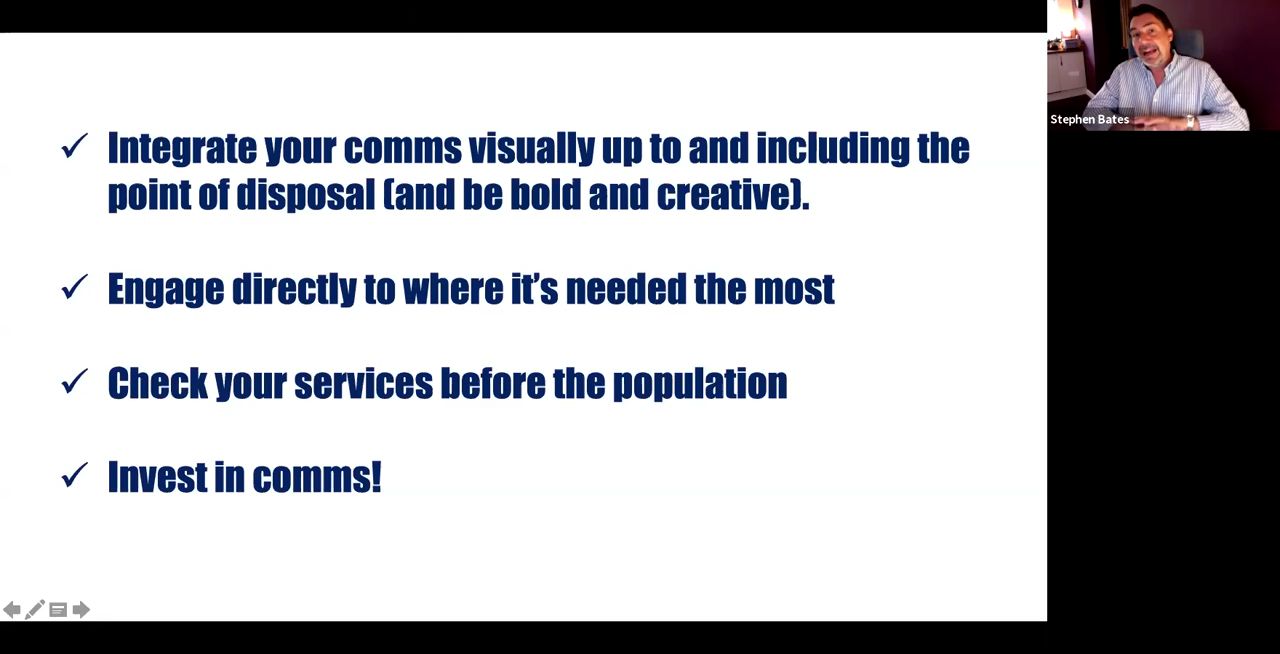 Integrate your comms visually up to and including the
point of disposal (and be bold and creative).
Engage directly to where it's needed the most
Check your services before the population
Invest in comms!
Stephen Bates